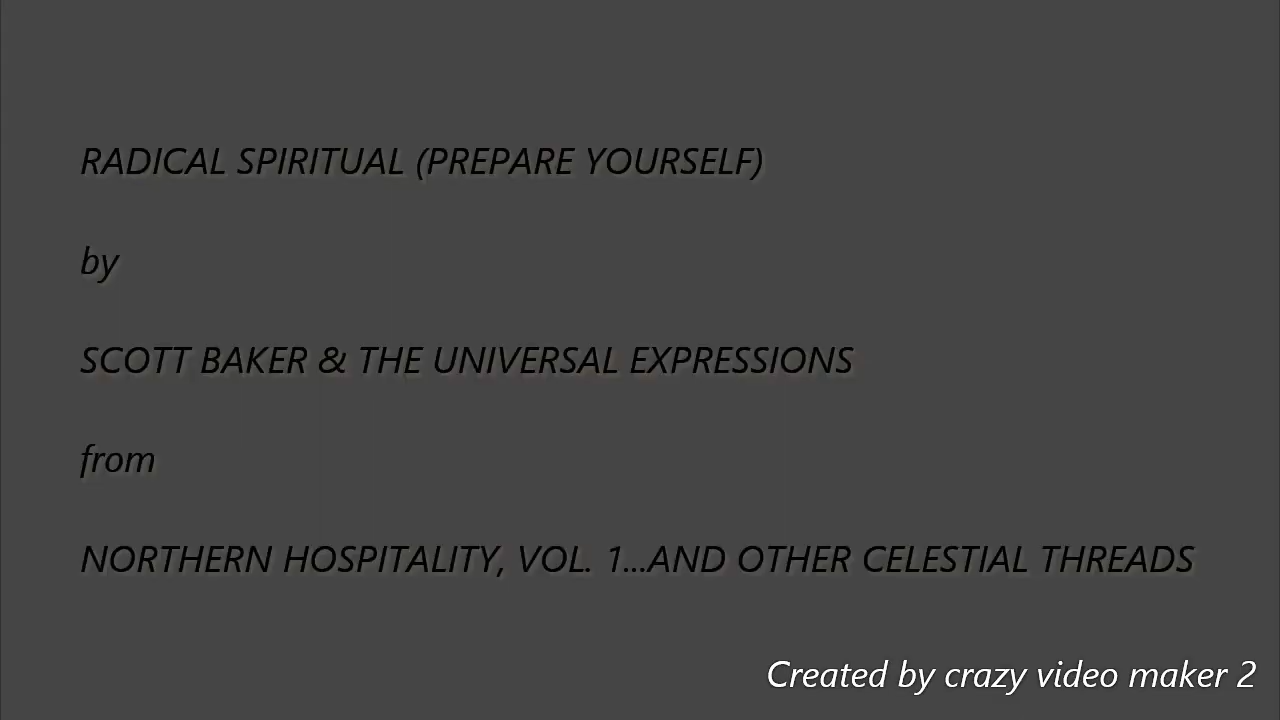 RADICAL SPIRITUAL (PREPARE YOURSELF)
by
SCOTT BAKER & THE UNIVERSAL EXPRESSIONS
from
NORTHERN HOSPITALITY, VOL. 1...AND OTHER CELESTIAL THREADS
Created by crazy video maker 2